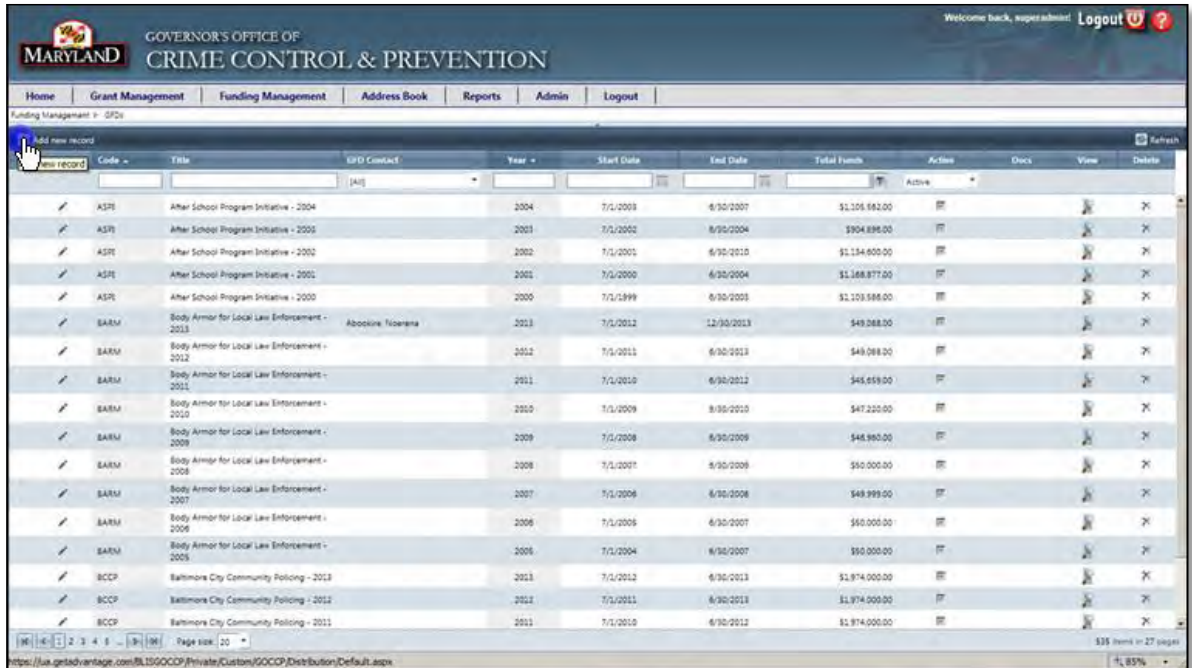 Welcome back, superadmin! Logout
MARYLAND
GOVERNOR'S OFFICE OF
CRIME CONTROL & PREVENTION
Home Grant Management Funding Management Address Book Reports Admin Logout
Funding Management > GFDs
Add new record Refresh
new record Code Title GFD Contact Year Start Date End Date Total Funds Active Docs View Delete
[All] Active
ASPI After School Program Initiative - 2004 2004 7/1/2003 6/30/2007 $1,105,562.00
ASPI After School Program Initiative - 2003 2003 7/1/2002 6/30/2004 $904,896.00
ASPI After School Program Initiative - 2002 2002 7/1/2001 6/30/2010 $1,134,600.00
ASPI After School Program Initiative - 2001 2001 7/1/2000 6/30/2004 $1,168,877.00
ASPI After School Program Initiative - 2000 2000 7/1/1999 6/30/2003 $1,103,586.00
BARM Body Armor for Local Law Enforcement - 2013 2013 7/1/2012 12/30/2013 $49,088.00
BARM Body Armor for Local Law Enforcement - 2012 2012 7/1/2011 6/30/2013 $49,088.00
BARM Body Armor for Local Law Enforcement - 2011 2011 7/1/2010 6/30/2012 $45,659.00
BARM Body Armor for Local Law Enforcement - 2010 2010 7/1/2009 9/30/2010 $47,220.00
BARM Body Armor for Local Law Enforcement - 2009 2009 7/1/2008 6/30/2009
BARM Body Armor for Local Law Enforcement - 2008 2008 7/1/2007 $50,000.00
BARM Body Armor for Local Law Enforcement - 2007 2007 7/1/2006 6/30/2008 $49,999.00
BARM Body Armor for Local Law Enforcement - 2006 2006 7/1/2005 6/30/2007 $50,000.00
BARM Body Armor for Local Law Enforcement - 2005 2005 7/1/2004 6/30/2007 $50,000.00
BCCP Baltimore City Community Policing - 2013 2013 7/1/2012 6/30/2013 $1,974,000.00
BCCP Baltimore City Community Policing - 2012 2012 7/1/2011 6/30/2013 $1,974,000.00
BCCP Baltimore City Community Policing - 2011 2011 7/1/2010 6/30/2012 $1,974,000.00
1 2 3 4 5 ... Page size: 20 535 items in 27 pages
https://ua.getadvantage.com/BLISGOCCP/Private/Custom/GOCCP/Distribution/Default.aspx 85%